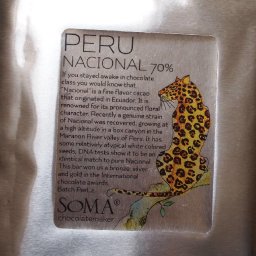 PERU
NACIONAL 70%
If you stayed awake in chocolate
class you would know that,
"Nacional" is a fine flavor cacao
that originated in Ecuador. It is
renowned for its pronounced floral
character. Recently a genuine strain
of Nacional was recovered, growing at
a high altitude in a box canyon in the
Maranon River valley of Peru. It has
some relatively atypical white colored
seeds, DNA tests show it to be an
identical match to pure Nacional.
This bar won us a bronze, silver
and gold in the International
chocolate awards.
Batch
SOMA®
chocolatemaker